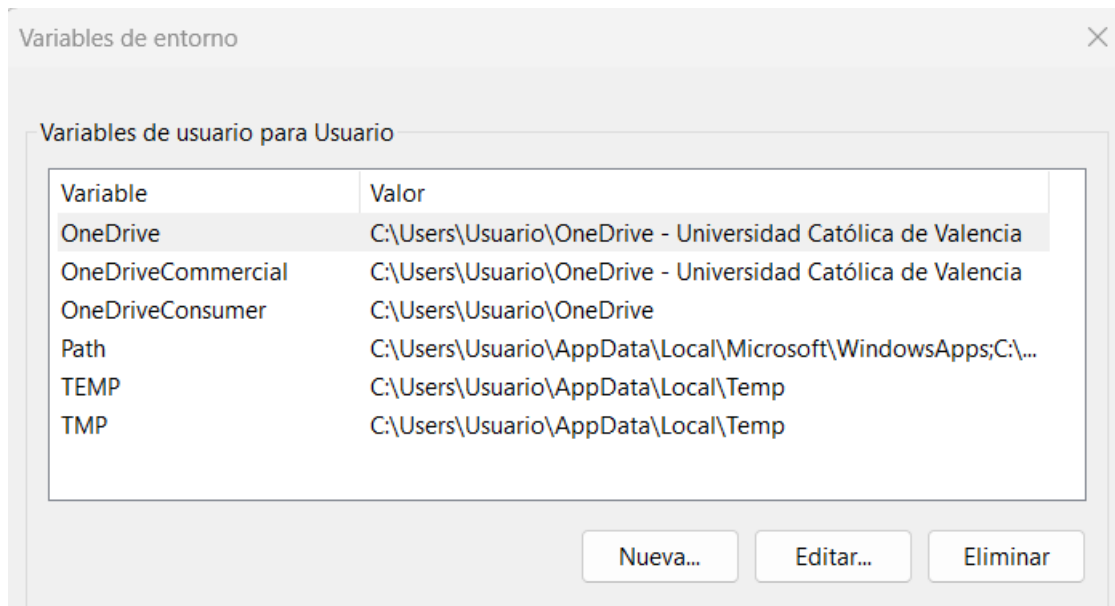 Variables de entorno
Variables de usuario para Usuario
Variable Valor
OneDrive C:\Users\Usuario\OneDrive - Universidad Católica de Valencia
OneDriveCommercial C:\Users\Usuario\OneDrive - Universidad Católica de Valencia
OneDriveConsumer C:\Users\Usuario\OneDrive
Path C:\Users\Usuario\AppData\Local\Microsoft\WindowsApps;C:\...
TEMP C:\Users\Usuario\AppData\Local\Temp
TMP C:\Users\Usuario\AppData\Local\Temp
Nueva... Editar... Eliminar